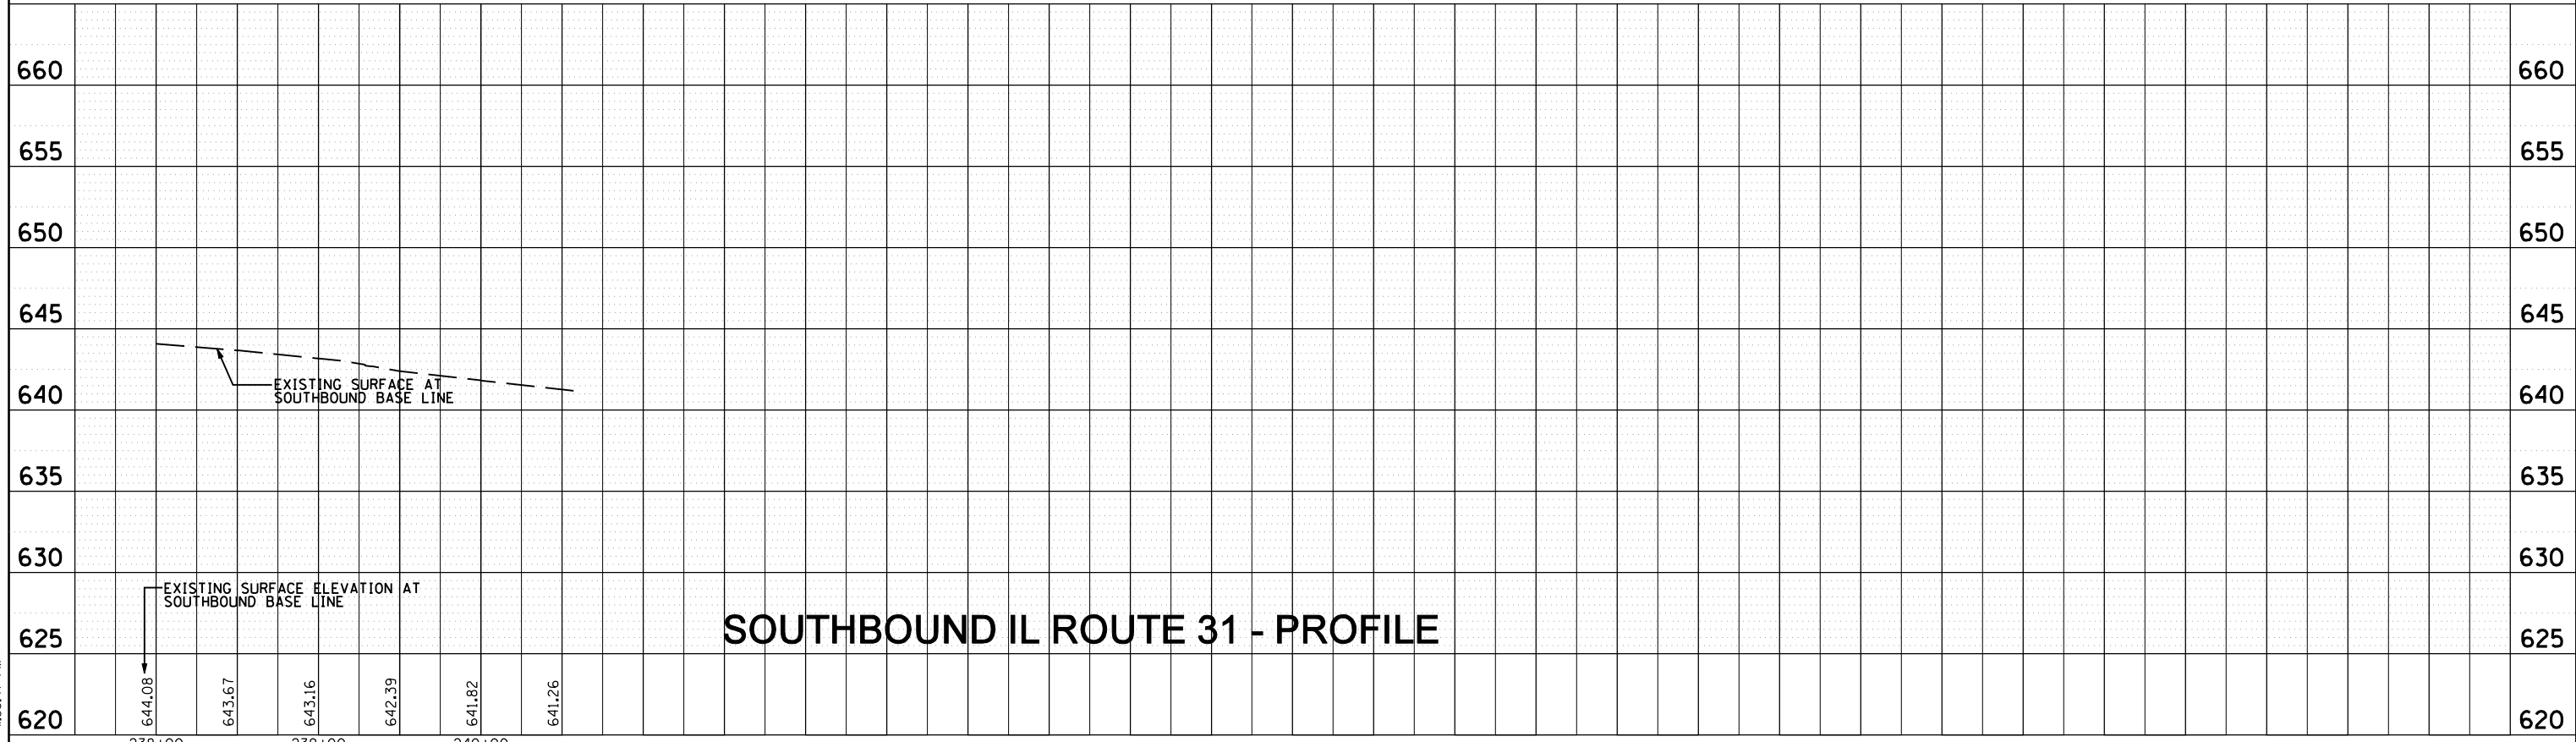 660 660
655 655
650 650
645 645
EXISTING SURFACE AT
SOUTHBOUND BASE LINE
640 640
635 635
630 630
EXISTING SURFACE ELEVATION AT
SOUTHBOUND BASE LINE
SOUTHBOUND IL ROUTE 31 - PROFILE
625 625
644.08 643.67 643.16 642.39 641.82 641.26
620 620